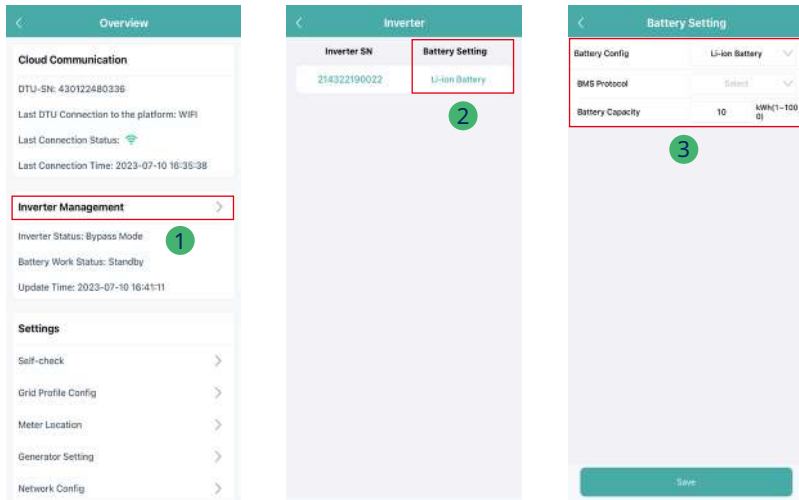 Overview
Cloud Communication
DTU-SN: 430122480336
Last DTU Connection to the platform: WIFI
Last Connection Status:
Last Connection Time: 2023-07-10 16:35:38
Inverter Management
1
Inverter Status: Bypass Mode
Battery Work Status: Standby
Update Time: 2023-07-10 16:41:11
Settings
Self-check
Grid Profile Config
Meter Location
Generator Setting
Network Config
Inverter
Inverter SN Battery Setting
214322190022 Li-ion Battery
2
Battery Setting
Battery Config Li-ion Battery
BMS Protocol Select
Battery Capacity 10 kWh(1~100
0)
3
Save